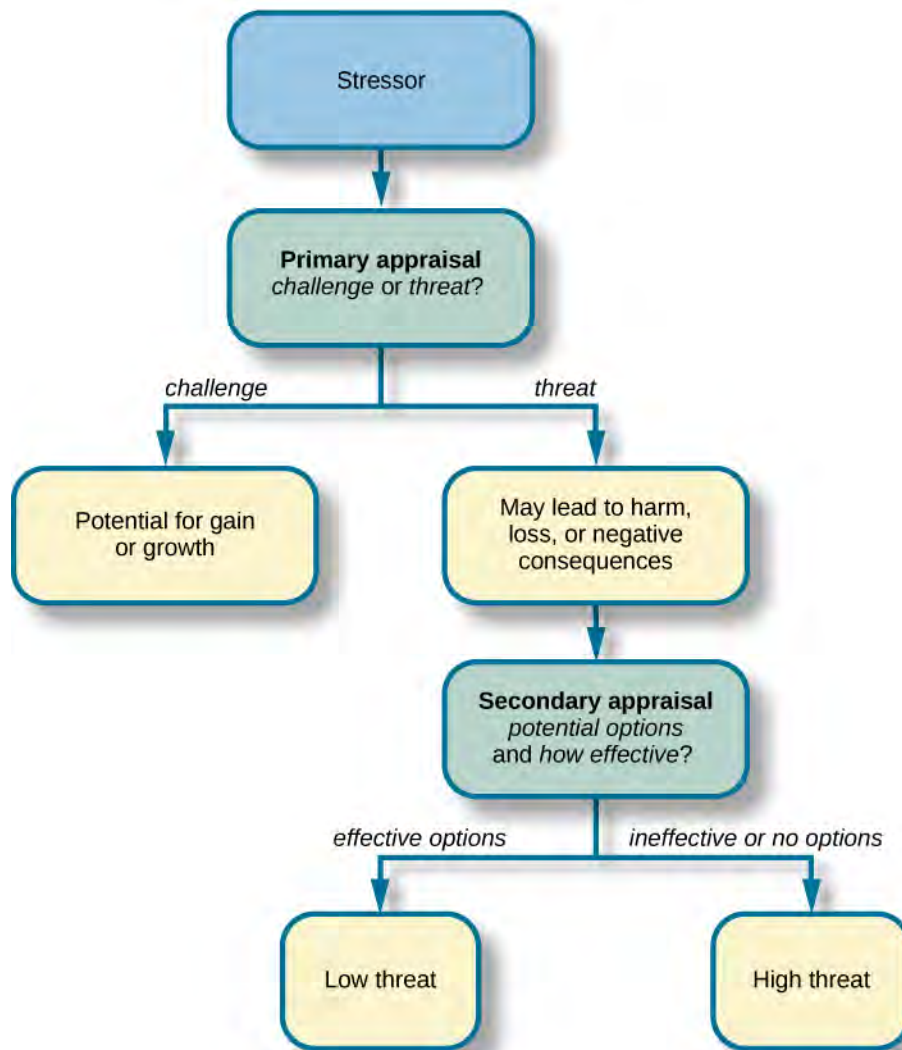 Stressor
Primary appraisal
challenge or threat?
challenge
threat
Potential for gain
or growth
May lead to harm,
loss, or negative
consequences
Secondary appraisal
potential options
and how effective?
effective options
ineffective or no options
Low threat
High threat